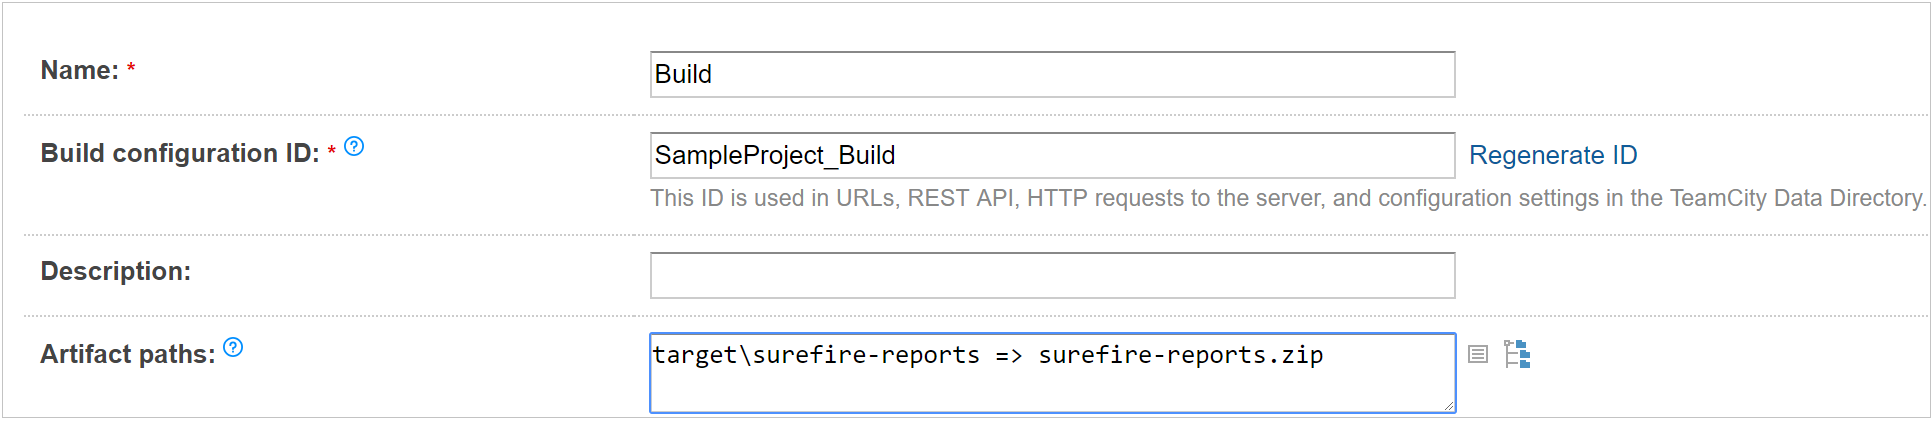 Name: *
Build
Build configuration ID: * ?
SampleProject_Build
Regenerate ID
This ID is used in URLs, REST API, HTTP requests to the server, and configuration settings in the TeamCity Data Directory.
Description:
Artifact paths: ?
target\surefire-reports => surefire-reports.zip